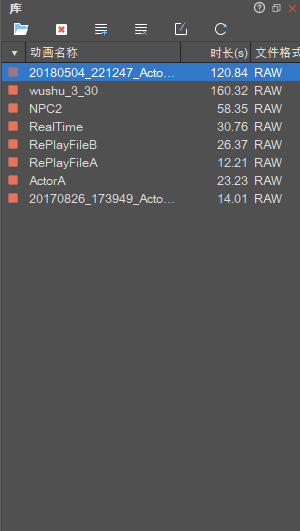 库
动画名称 时长(s) 文件格式
20180504_221247_Acto... 120.84 RAW
wushu_3_30 160.32 RAW
NPC2 58.35 RAW
RealTime 30.76 RAW
RePlayFileB 26.37 RAW
RePlayFileA 12.21 RAW
ActorA 23.23 RAW
20170826_173949_Acto... 14.01 RAW